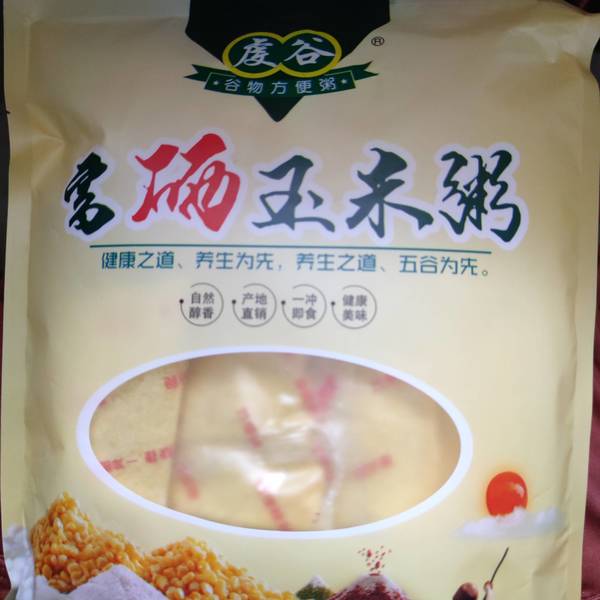 虔谷®
谷物方便粥
富硒玉米粥
健康之道、养生为先，养生之道、五谷为先。
自然 产地 一冲 健康
醇香 直销 即食 美味